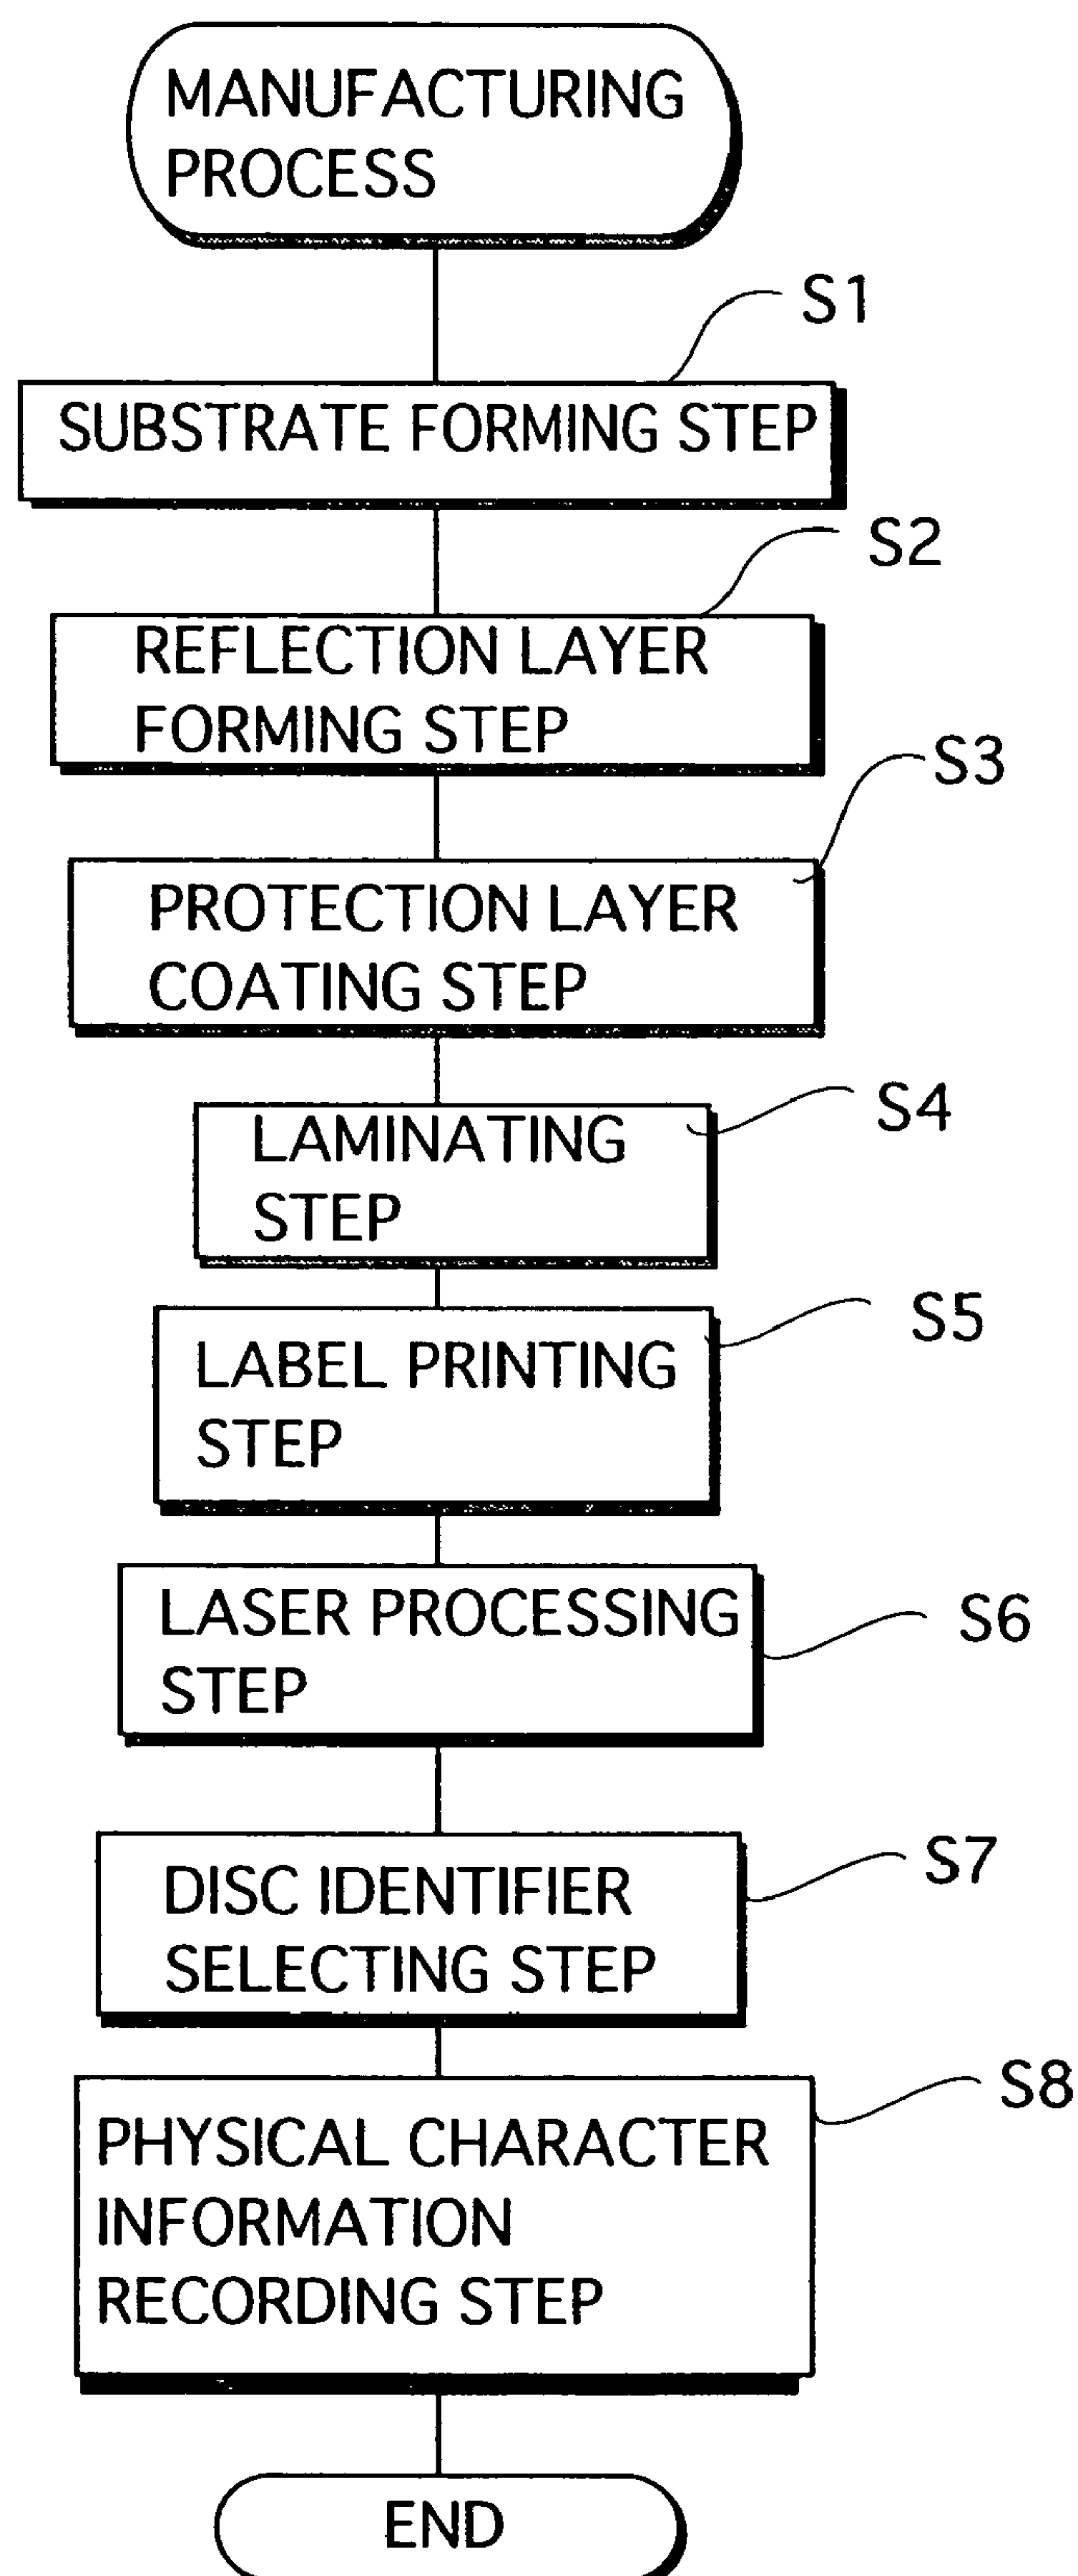 MANUFACTURING
PROCESS
S1
SUBSTRATE FORMING STEP
S2
REFLECTION LAYER
FORMING STEP
S3
PROTECTION LAYER
COATING STEP
S4
LAMINATING
STEP
S5
LABEL PRINTING
STEP
S6
LASER PROCESSING
STEP
S7
DISC IDENTIFIER
SELECTING STEP
S8
PHYSICAL CHARACTER
INFORMATION
RECORDING STEP
END